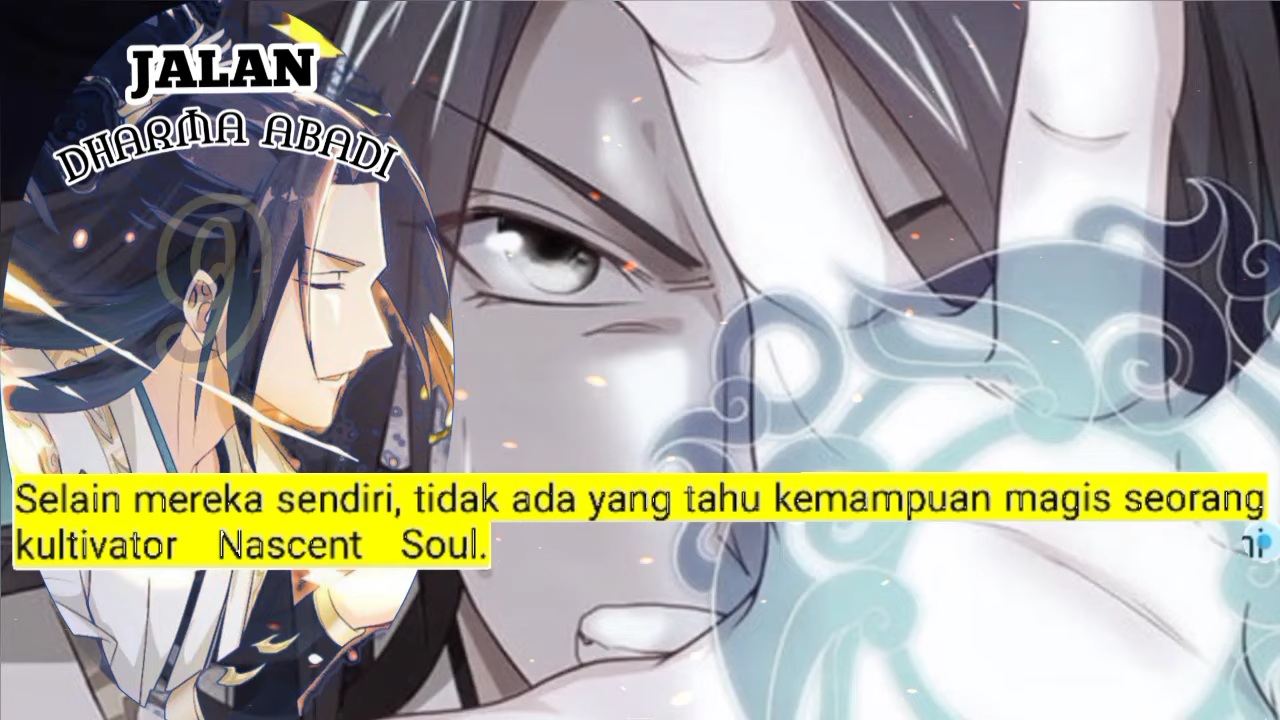 JALAN
DHARMA ABADI
Selain mereka sendiri, tidak ada yang tahu kemampuan magis seorang
kultivator Nascent Soul.